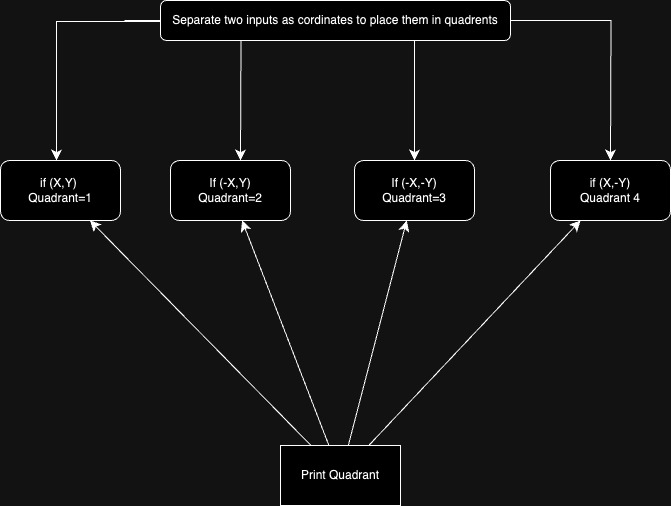 Separate two inputs as cordinates to place them in quadrents
if (X,Y)
Quadrant=1
If (-X,Y)
Quadrant=2
If (-X,-Y)
Quadrant=3
if (X,-Y)
Quadrant 4
Print Quadrant